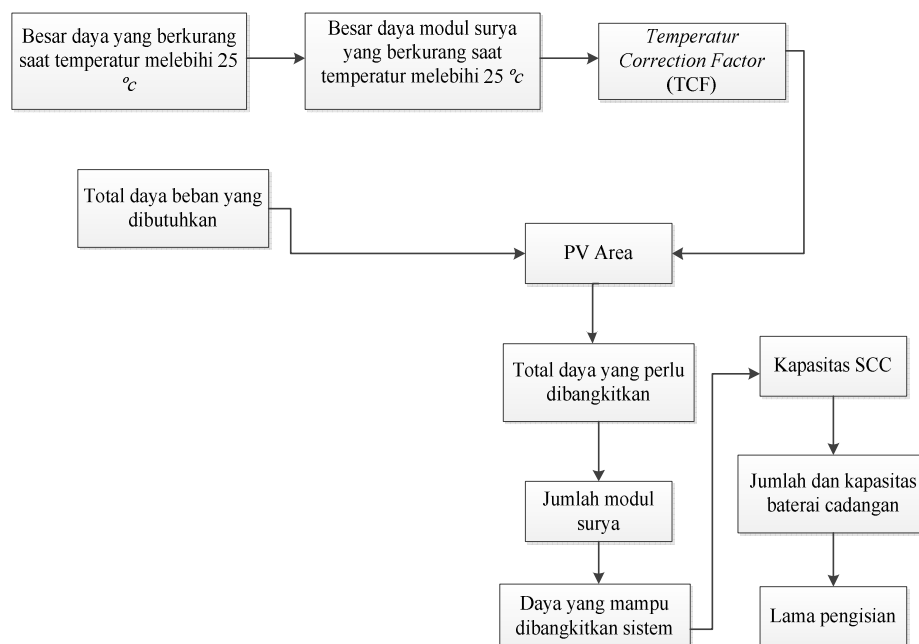 Besar daya yang berkurang
saat temperatur melebihi 25
ºc
Besar daya modul surya
yang berkurang saat
temperatur melebihi 25 ºc
Temperatur
Correction Factor
(TCF)
Total daya beban yang
dibutuhkan
PV Area
Total daya yang perlu
dibangkitkan
Jumlah modul
surya
Daya yang mampu
dibangkitkan sistem
Kapasitas SCC
Jumlah dan kapasitas
baterai cadangan
Lama pengisian